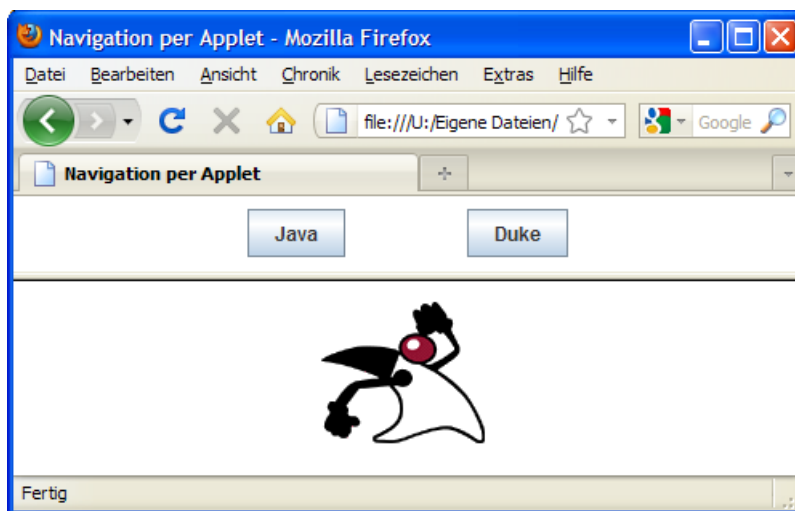 Navigation per Applet - Mozilla Firefox
Datei Bearbeiten Ansicht Chronik Lesezeichen Extras Hilfe
file:///U:/Eigene Dateien/ Google
Navigation per Applet
Java Duke
Fertig